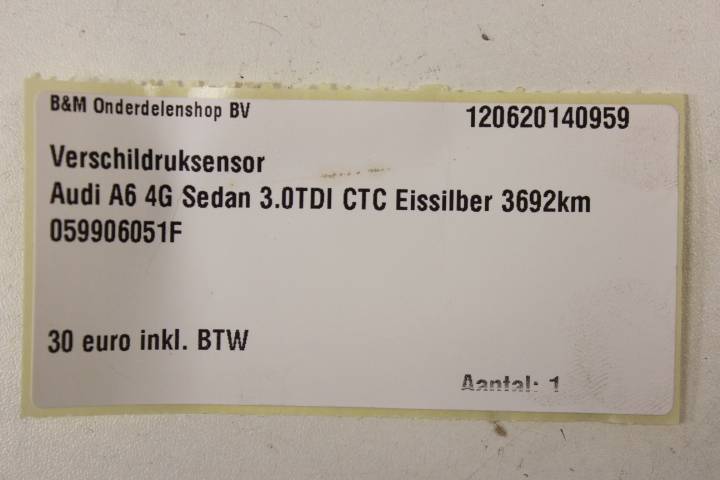 B&M Onderdelenshop BV
120620140959
Verschildruksensor
Audi A6 4G Sedan 3.0TDI CTC Eissilber 3692km
059906051F
30 euro inkl. BTW
Aantal: 1